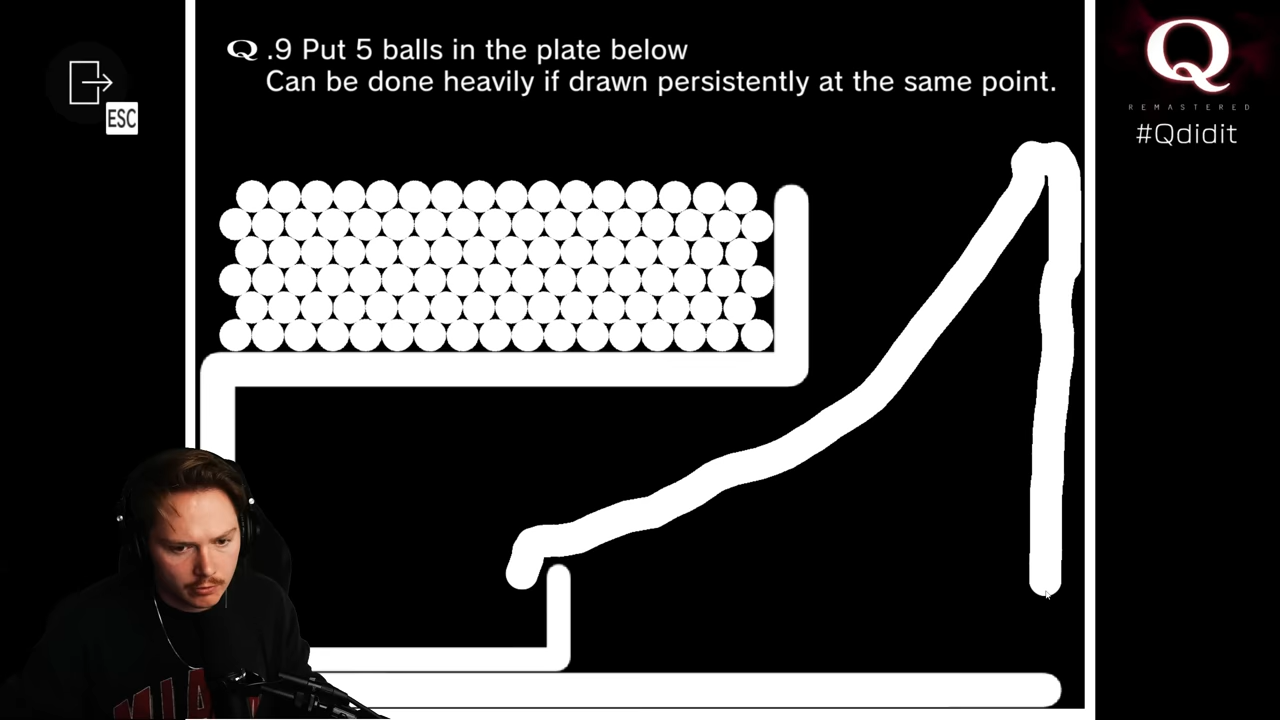 Q .9 Put 5 balls in the plate below
Can be done heavily if drawn persistently at the same point.
ESC
Q
REMASTERED
#Qdidit
MIA